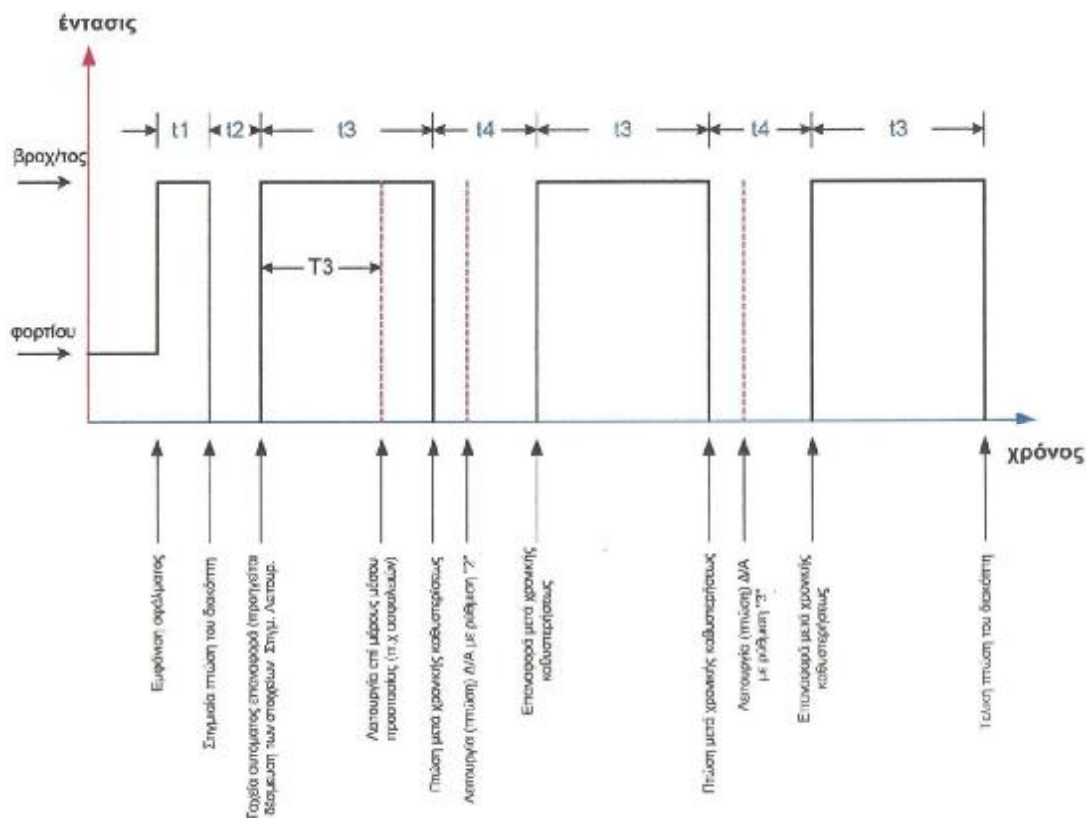 έντασις
t1 t2 t3 t4 t3 t4 t3
βραχ/τος
T3
φορτίου
χρόνος
Εμφάνιση σφάλματος
Στιγμιαία πτώση του διακόπτη
Ταχεία αυτόματος επαναφορά (προηγείται
δέσμευση των στοιχείων Στιγμ. Λειτουρ.
Λειτουργία επί μέρους μέσου
προστασίας (π.χ ασφαλειών)
Πτώση μετά χρονικής καθυστερήσεως
Λειτουργία (πτώση) Δ/Α με ρύθμιση "2"
Επαναφορά μετά χρονικής
καθυστερήσεως
Πτώση μετά χρονικής καθυστερήσεως
Λειτουργία (πτώση) Δ/Α
με ρύθμιση "3"
Επαναφορά μετά χρονικής
καθυστερήσεως
Τελική πτώση του διακόπτη